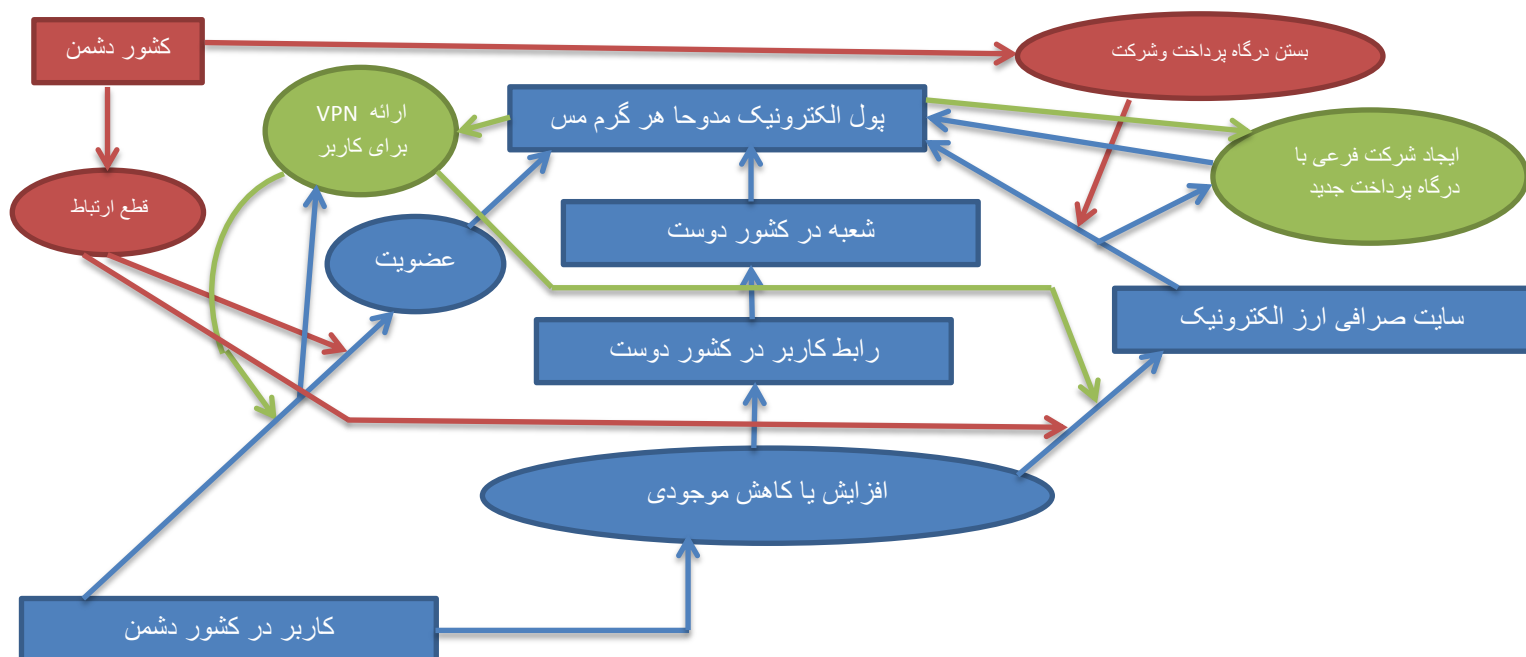 کشور دشمن
بستن درگاه پرداخت وشرکت
ارائه VPN
برای کاربر
پول الکترونیک مدوحا هر گرم مس
ایجاد شرکت فرعی با
درگاه پرداخت جدید
قطع ارتباط
شعبه در کشور دوست
عضویت
سایت صرافی ارز الکترونیک
رابط کاربر در کشور دوست
افزایش یا کاهش موجودی
کاربر در کشور دشمن